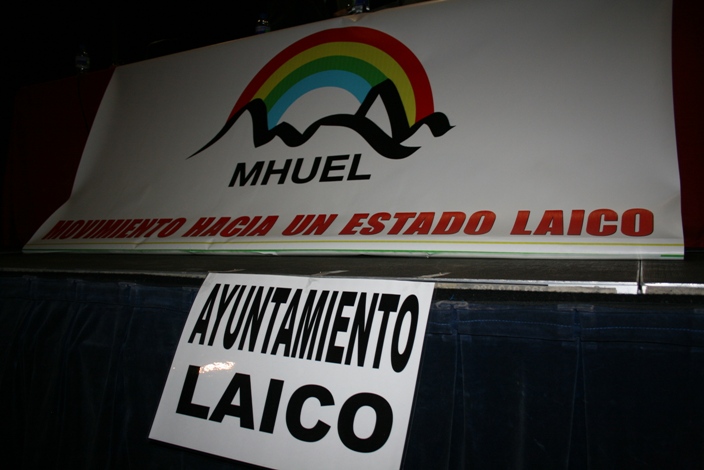 MHUEL
MOVIMIENTO HACIA UN ESTADO LAICO
AYUNTAMIENTO
LAICO